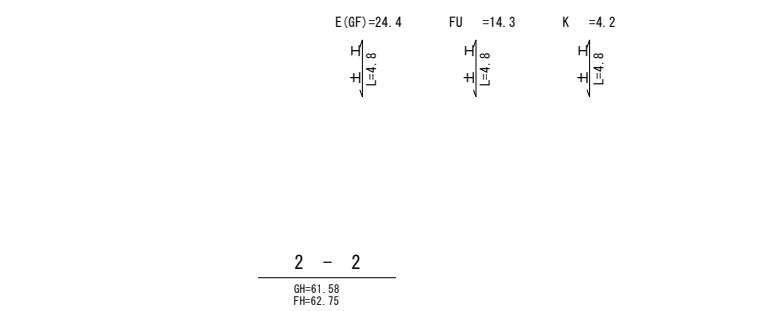 E(GF)=24.4 FU =14.3 K =4.2
L=4.8 L=4.8 L=4.8
2 - 2
GH=61.58
FH=62.75